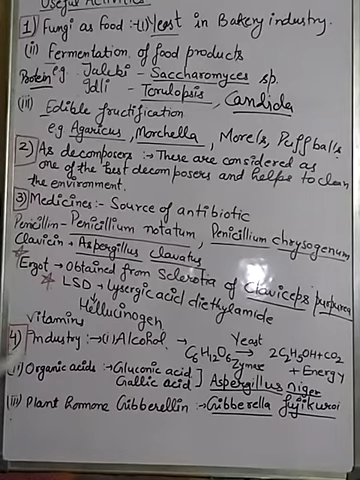 Useful Activities
1) Fungi as food :- (i) Yeast in Bakery industry.
(ii) Fermentation of food products
Protein eg. Jalebi - Saccharomyces sp.
Idli - Torulopsis, Candida
(iii) Edible fructification
e.g Agaricus, Morchella, Morels, Puffballs
2) As decomposers :→ These are considered as
one of the best decomposers and helps to clean
the environment.
3) Medicines:- Source of antibiotic
Penicillin - Penicillium notatum, Penicillium chrysogenum
Clavicin → Aspergillus clavatus
Ergot → Obtained from Sclerotia of Claviceps purpurea
LSD → Lysergic acid diethylamide
Hellucinogen
vitamins
4) Industry :→ (i) Alcohol → C6H12O6 Yeast → Zymase 2C2H5OH + CO2
+ Energy
(ii) Organic acids :- Gluconic acid
Gallic acid ] Aspergillus niger
(iii) Plant hormone Gibberellin :→ Gibberella fujikuroi